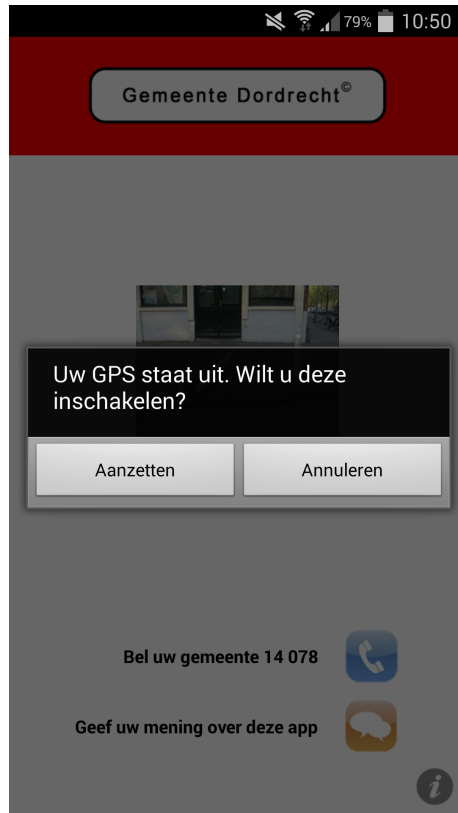 79% 10:50
Gemeente Dordrecht©
Uw GPS staat uit. Wilt u deze
inschakelen?
Aanzetten Annuleren
Bel uw gemeente 14 078
Geef uw mening over deze app
i